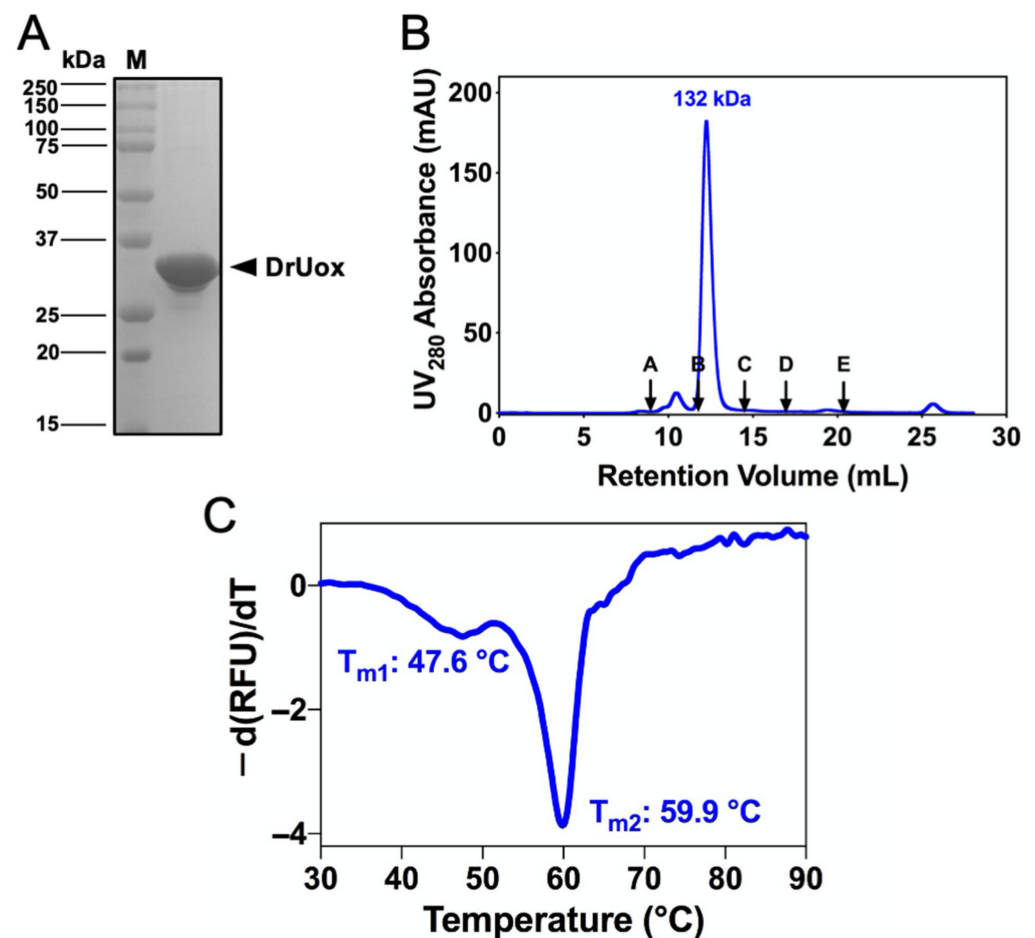 A
kDa M
250
150
100
75
50
37
25
20
15
DrUox
B
UV280 Absorbance (mAU)
200
150
100
50
0
132 kDa
A B C D E
0 5 10 15 20 25 30
Retention Volume (mL)
C
– d(RFU)/dT
0
–2
–4
Tm1: 47.6 °C
Tm2: 59.9 °C
30 40 50 60 70 80 90
Temperature (°C)